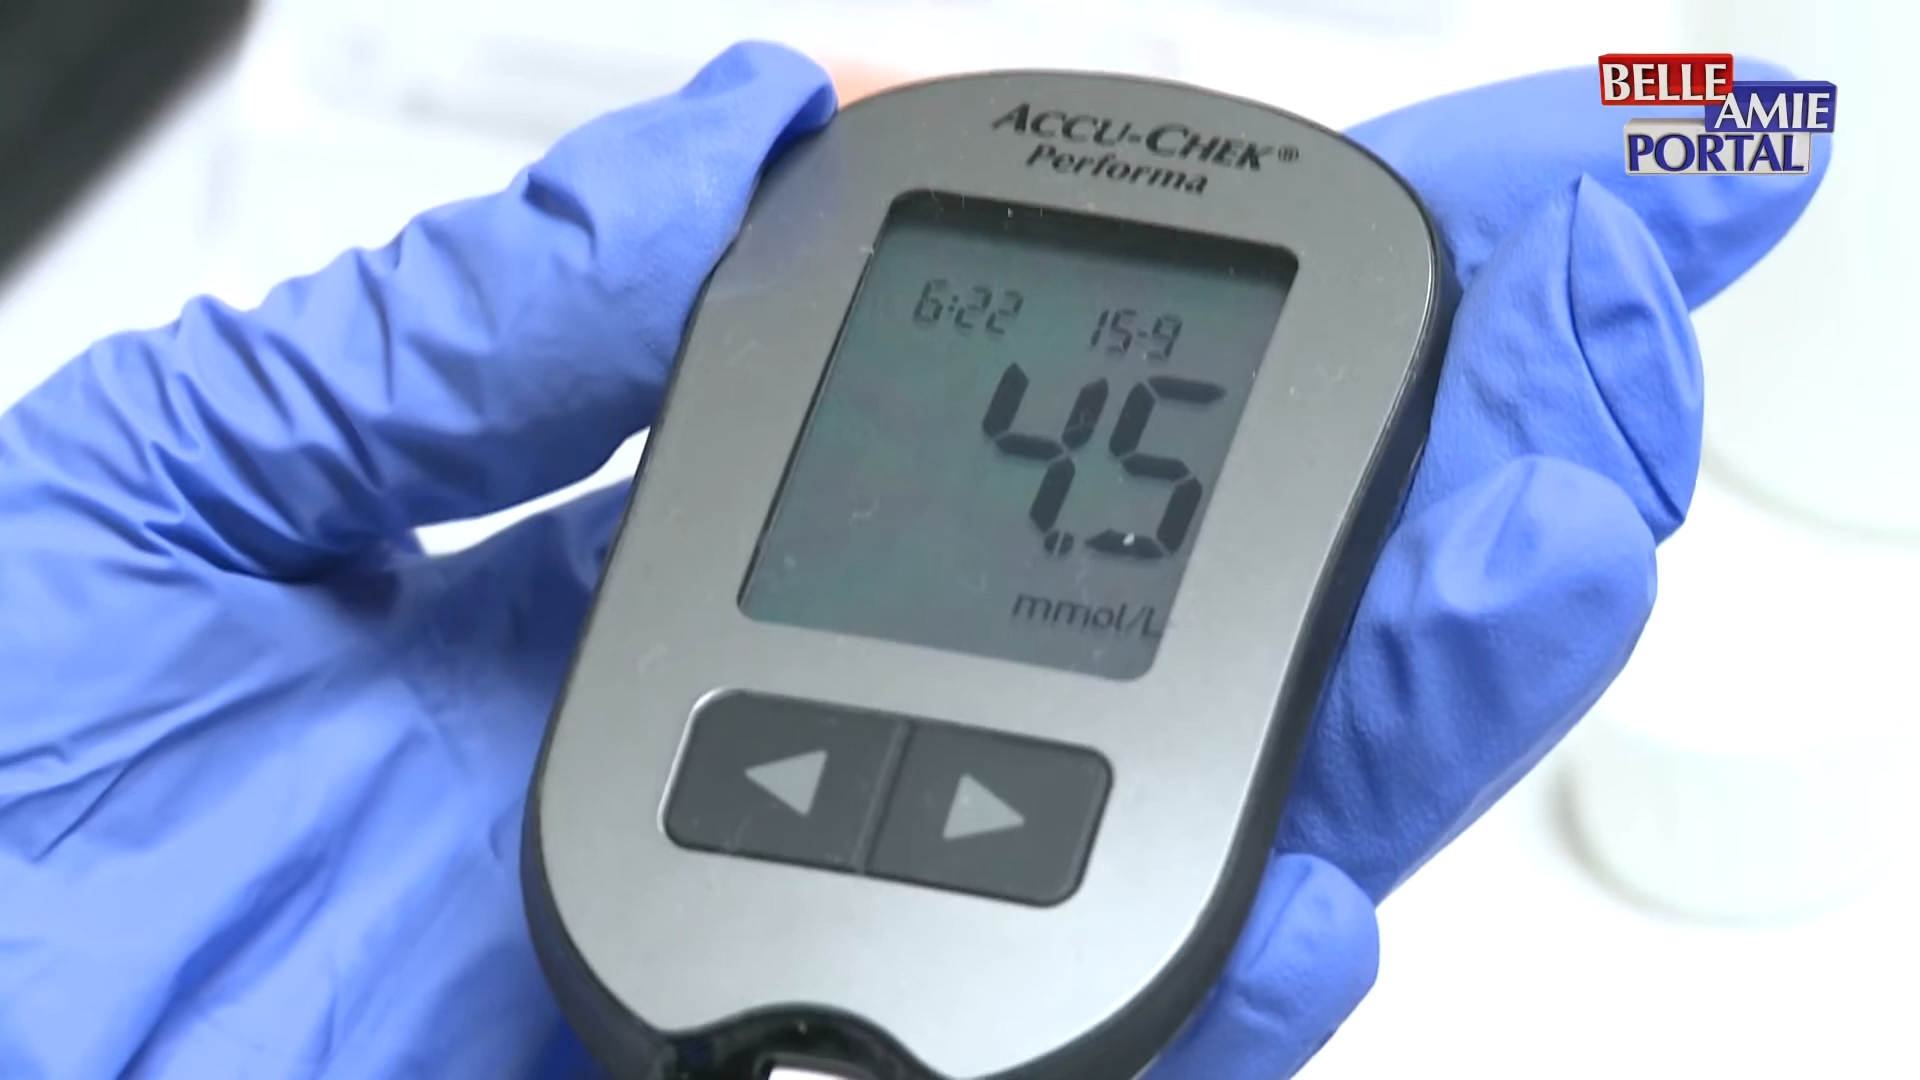 BELLE
AMIE
PORTAL
ACCU-CHEK®
Performa
6:22 15-9
4.5
mmol/L